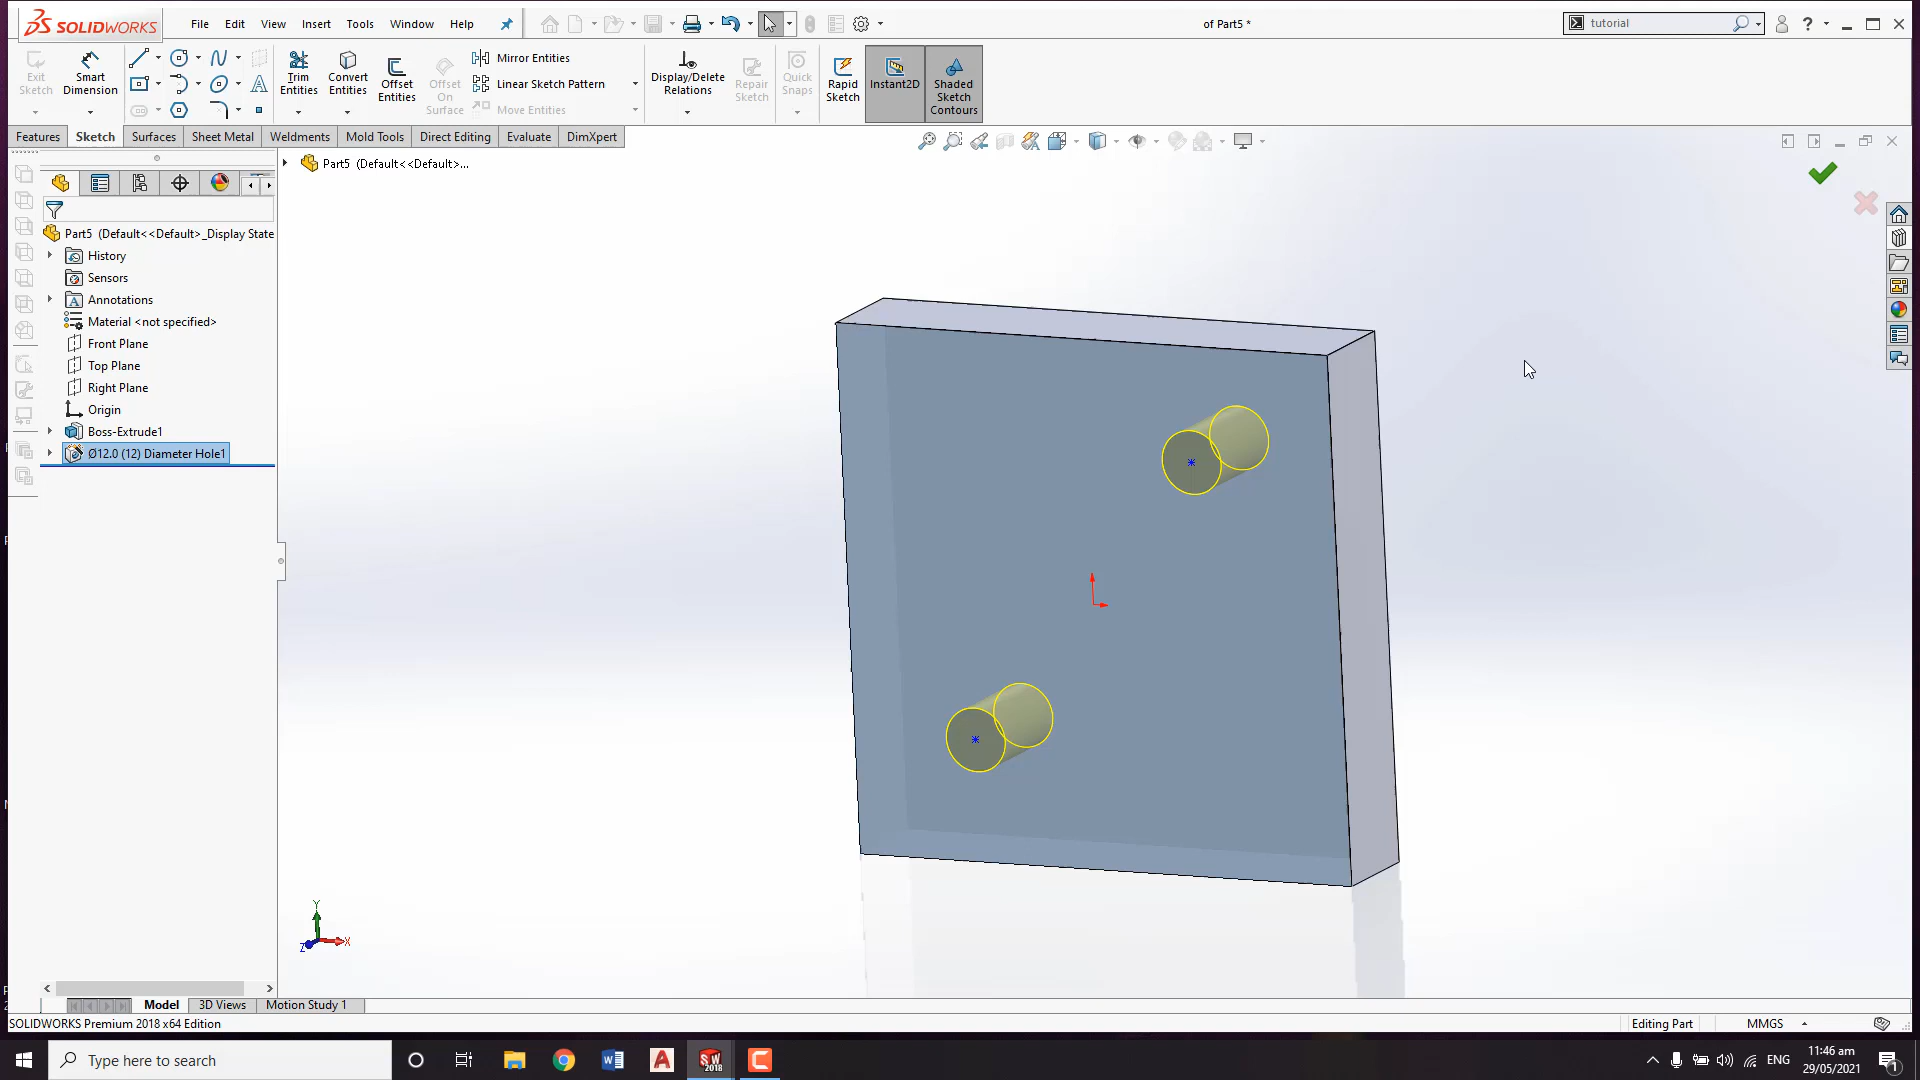 SOLIDWORKS
File Edit View Insert Tools Window Help
of Part5 *
tutorial
Exit Sketch
Smart Dimension
Trim Entities
Convert Entities
Offset Entities
Offset On Surface
Mirror Entities
Linear Sketch Pattern
Move Entities
Display/Delete Relations
Repair Sketch
Quick Snaps
Rapid Sketch
Instant2D
Shaded Sketch Contours
Features Sketch Surfaces Sheet Metal Weldments Mold Tools Direct Editing Evaluate DimXpert
Part5 (Default<<Default>...
Part5 (Default<<Default>_Display State
History
Sensors
Annotations
Material <not specified>
Front Plane
Top Plane
Right Plane
Origin
Boss-Extrude1
Ø12.0 (12) Diameter Hole1
Y
Z
X
Model 3D Views Motion Study 1
SOLIDWORKS Premium 2018 x64 Edition
Editing Part MMGS
Type here to search
SW 2018
ENG
11:46 am
29/05/2021
1